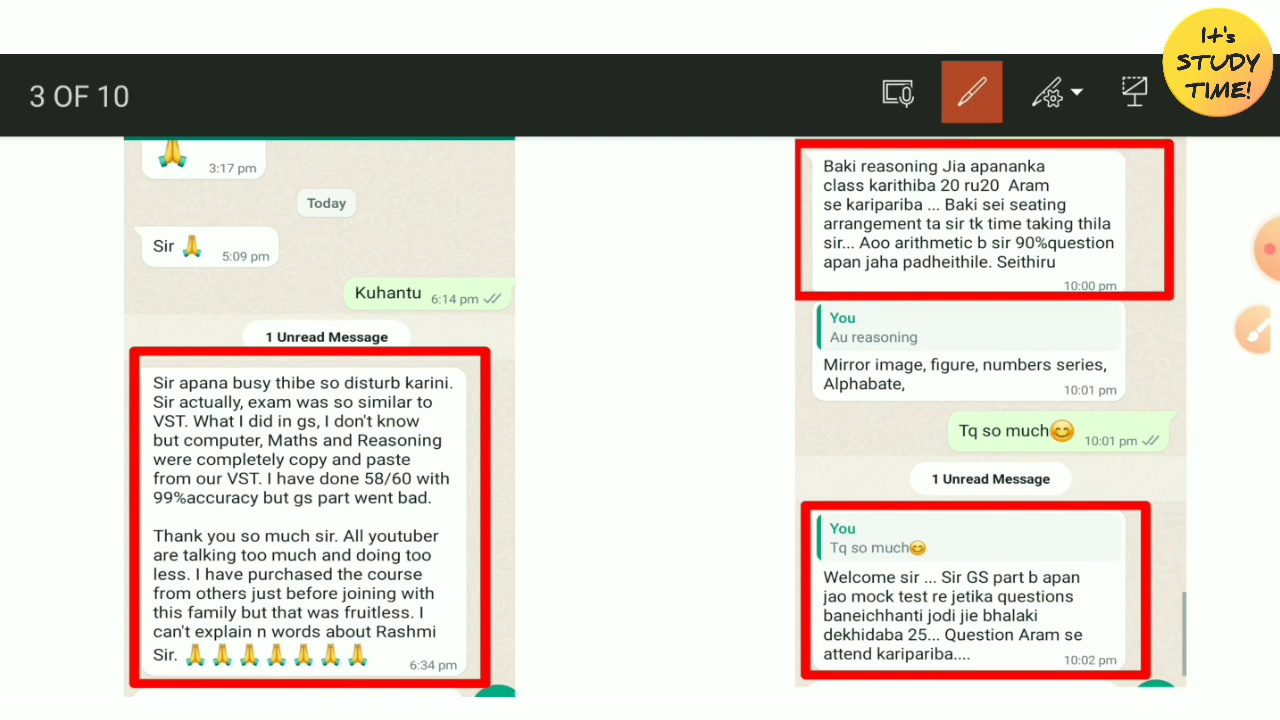 It's
STUDY
TIME!
3 OF 10
3:17 pm
Today
Sir 🙏
5:09 pm
Kuhantu 6:14 pm
1 Unread Message
Sir apana busy thibe so disturb karini.
Sir actually, exam was so similar to
VST. What I did in gs, I don't know
but computer, Maths and Reasoning
were completely copy and paste
from our VST. I have done 58/60 with
99%accuracy but gs part went bad.
Thank you so much sir. All youtuber
are talking too much and doing too
less. I have purchased the course
from others just before joining with
this family but that was fruitless. I
can't explain n words about Rashmi
Sir. 🙏🙏🙏🙏🙏🙏🙏
6:34 pm
Baki reasoning Jia apananka
class karithiba 20 ru20 Aram
se karipariba ... Baki sei seating
arrangement ta sir tk time taking thila
sir... Aoo arithmetic b sir 90%question
apan jaha padheithile. Seithiru
10:00 pm
You
Au reasoning
Mirror image, figure, numbers series,
Alphabate,
10:01 pm
Tq so much😊 10:01 pm
1 Unread Message
You
Tq so much😊
Welcome sir ... Sir GS part b apan
jao mock test re jetika questions
baneichhanti jodi jie bhalaki
dekhidaba 25... Question Aram se
attend karipariba....
10:02 pm